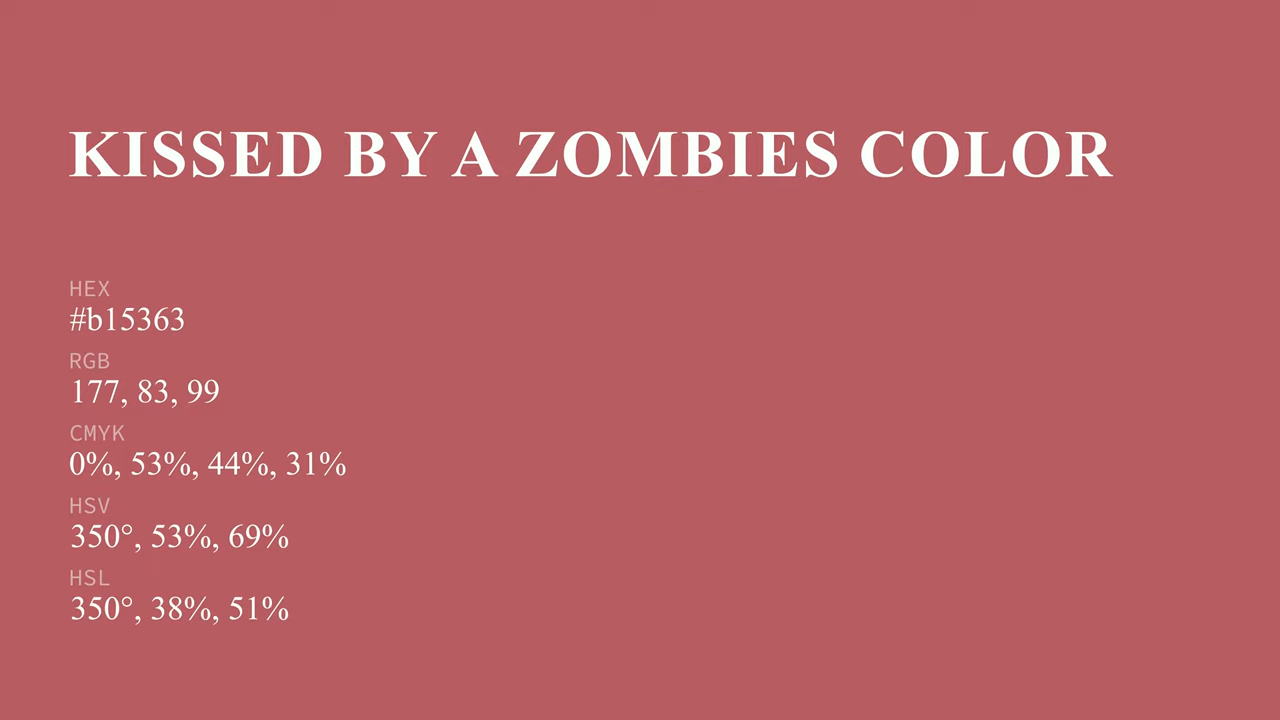 KISSED BY A ZOMBIES COLOR
HEX
#b15363
RGB
177, 83, 99
CMYK
0%, 53%, 44%, 31%
HSV
350°, 53%, 69%
HSL
350°, 38%, 51%